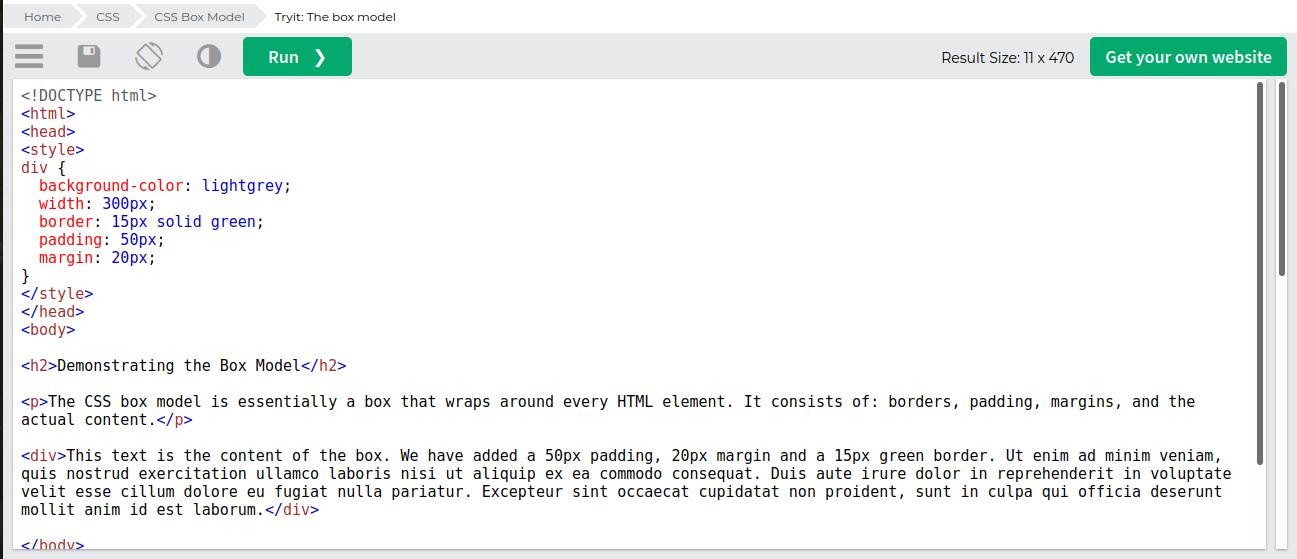 Home CSS CSS Box Model Tryit: The box model
Run ❯ Result Size: 11 x 470 Get your own website
<!DOCTYPE html>
<html>
<head>
<style>
div {
  background-color: lightgrey;
  width: 300px;
  border: 15px solid green;
  padding: 50px;
  margin: 20px;
}
</style>
</head>
<body>

<h2>Demonstrating the Box Model</h2>

<p>The CSS box model is essentially a box that wraps around every HTML element. It consists of: borders, padding, margins, and the
actual content.</p>

<div>This text is the content of the box. We have added a 50px padding, 20px margin and a 15px green border. Ut enim ad minim veniam,
quis nostrud exercitation ullamco laboris nisi ut aliquip ex ea commodo consequat. Duis aute irure dolor in reprehenderit in voluptate
velit esse cillum dolore eu fugiat nulla pariatur. Excepteur sint occaecat cupidatat non proident, sunt in culpa qui officia deserunt
mollit anim id est laborum.</div>

</body>